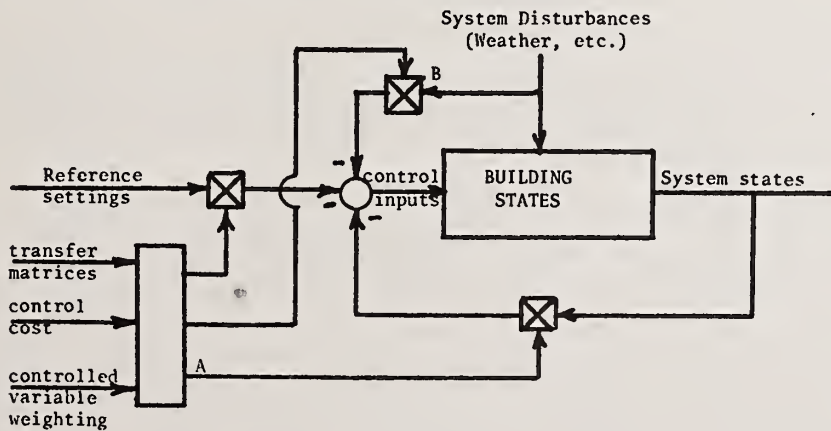 System Disturbances
(Weather, etc.)
B
-
Reference
settings
-
control
inputs
-
BUILDING
STATES
System states
transfer
matrices
control
cost
A
controlled
variable
weighting